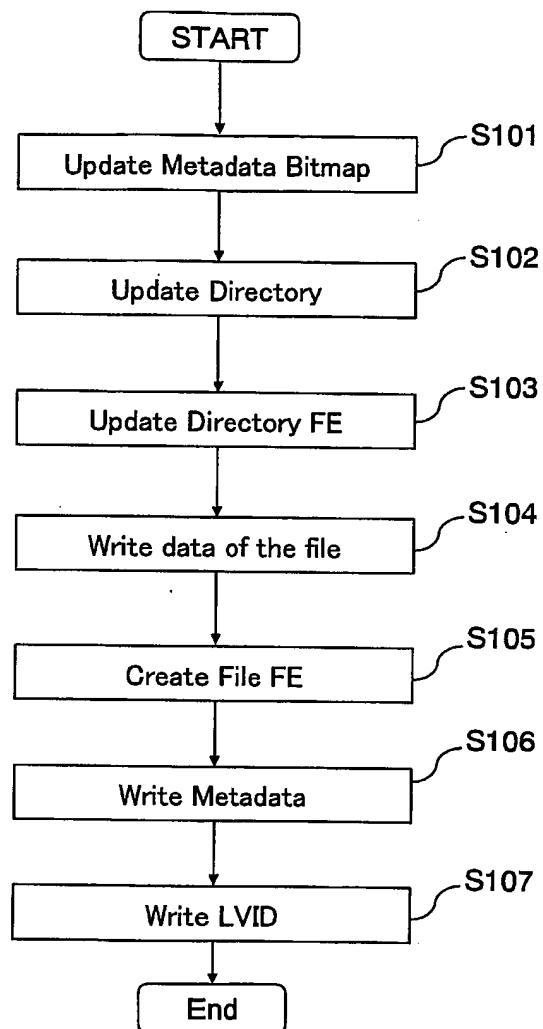 START
S101
Update Metadada Bitmap
S102
Update Directory
S103
Update Directory FE
S104
Write data of the file
S105
Create File FE
S106
Write Metadata
S107
Write LVID
End